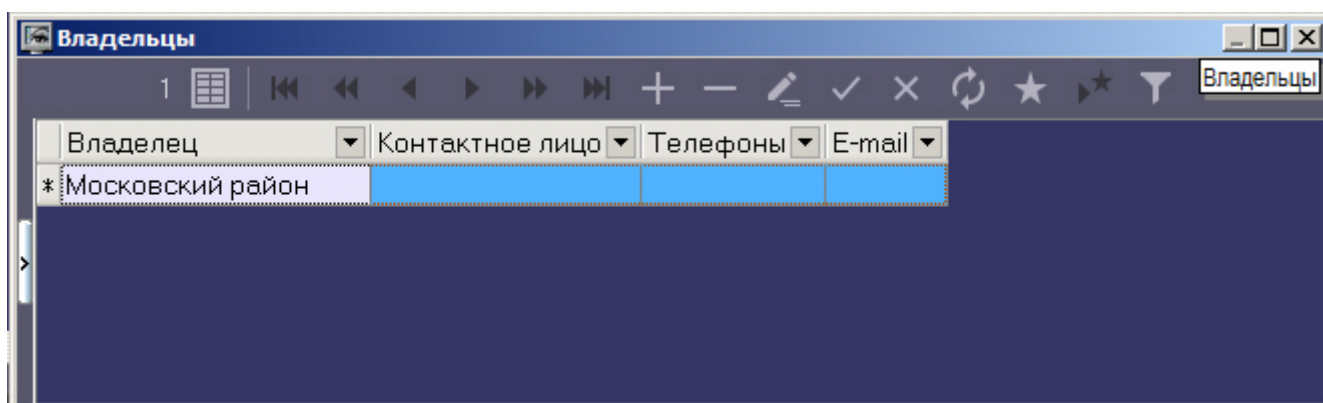 Владельцы
1
Владельцы
Владелец Контактное лицо Телефоны E-mail
* Московский район